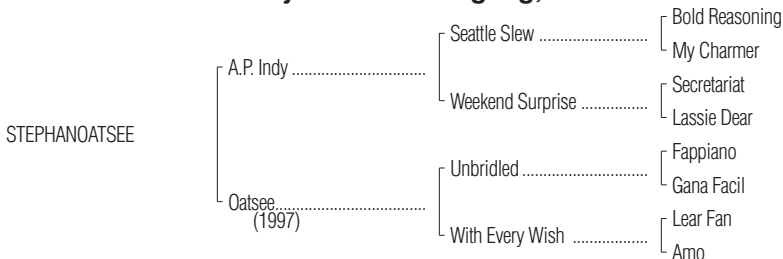 Bold Reasoning
Seattle Slew
My Charmer
A.P. Indy
Secretariat
Weekend Surprise
Lassie Dear
STEPHANOATSEE
Fappiano
Unbridled
Gana Facil
Oatsee
(1997)
Lear Fan
With Every Wish
Amo